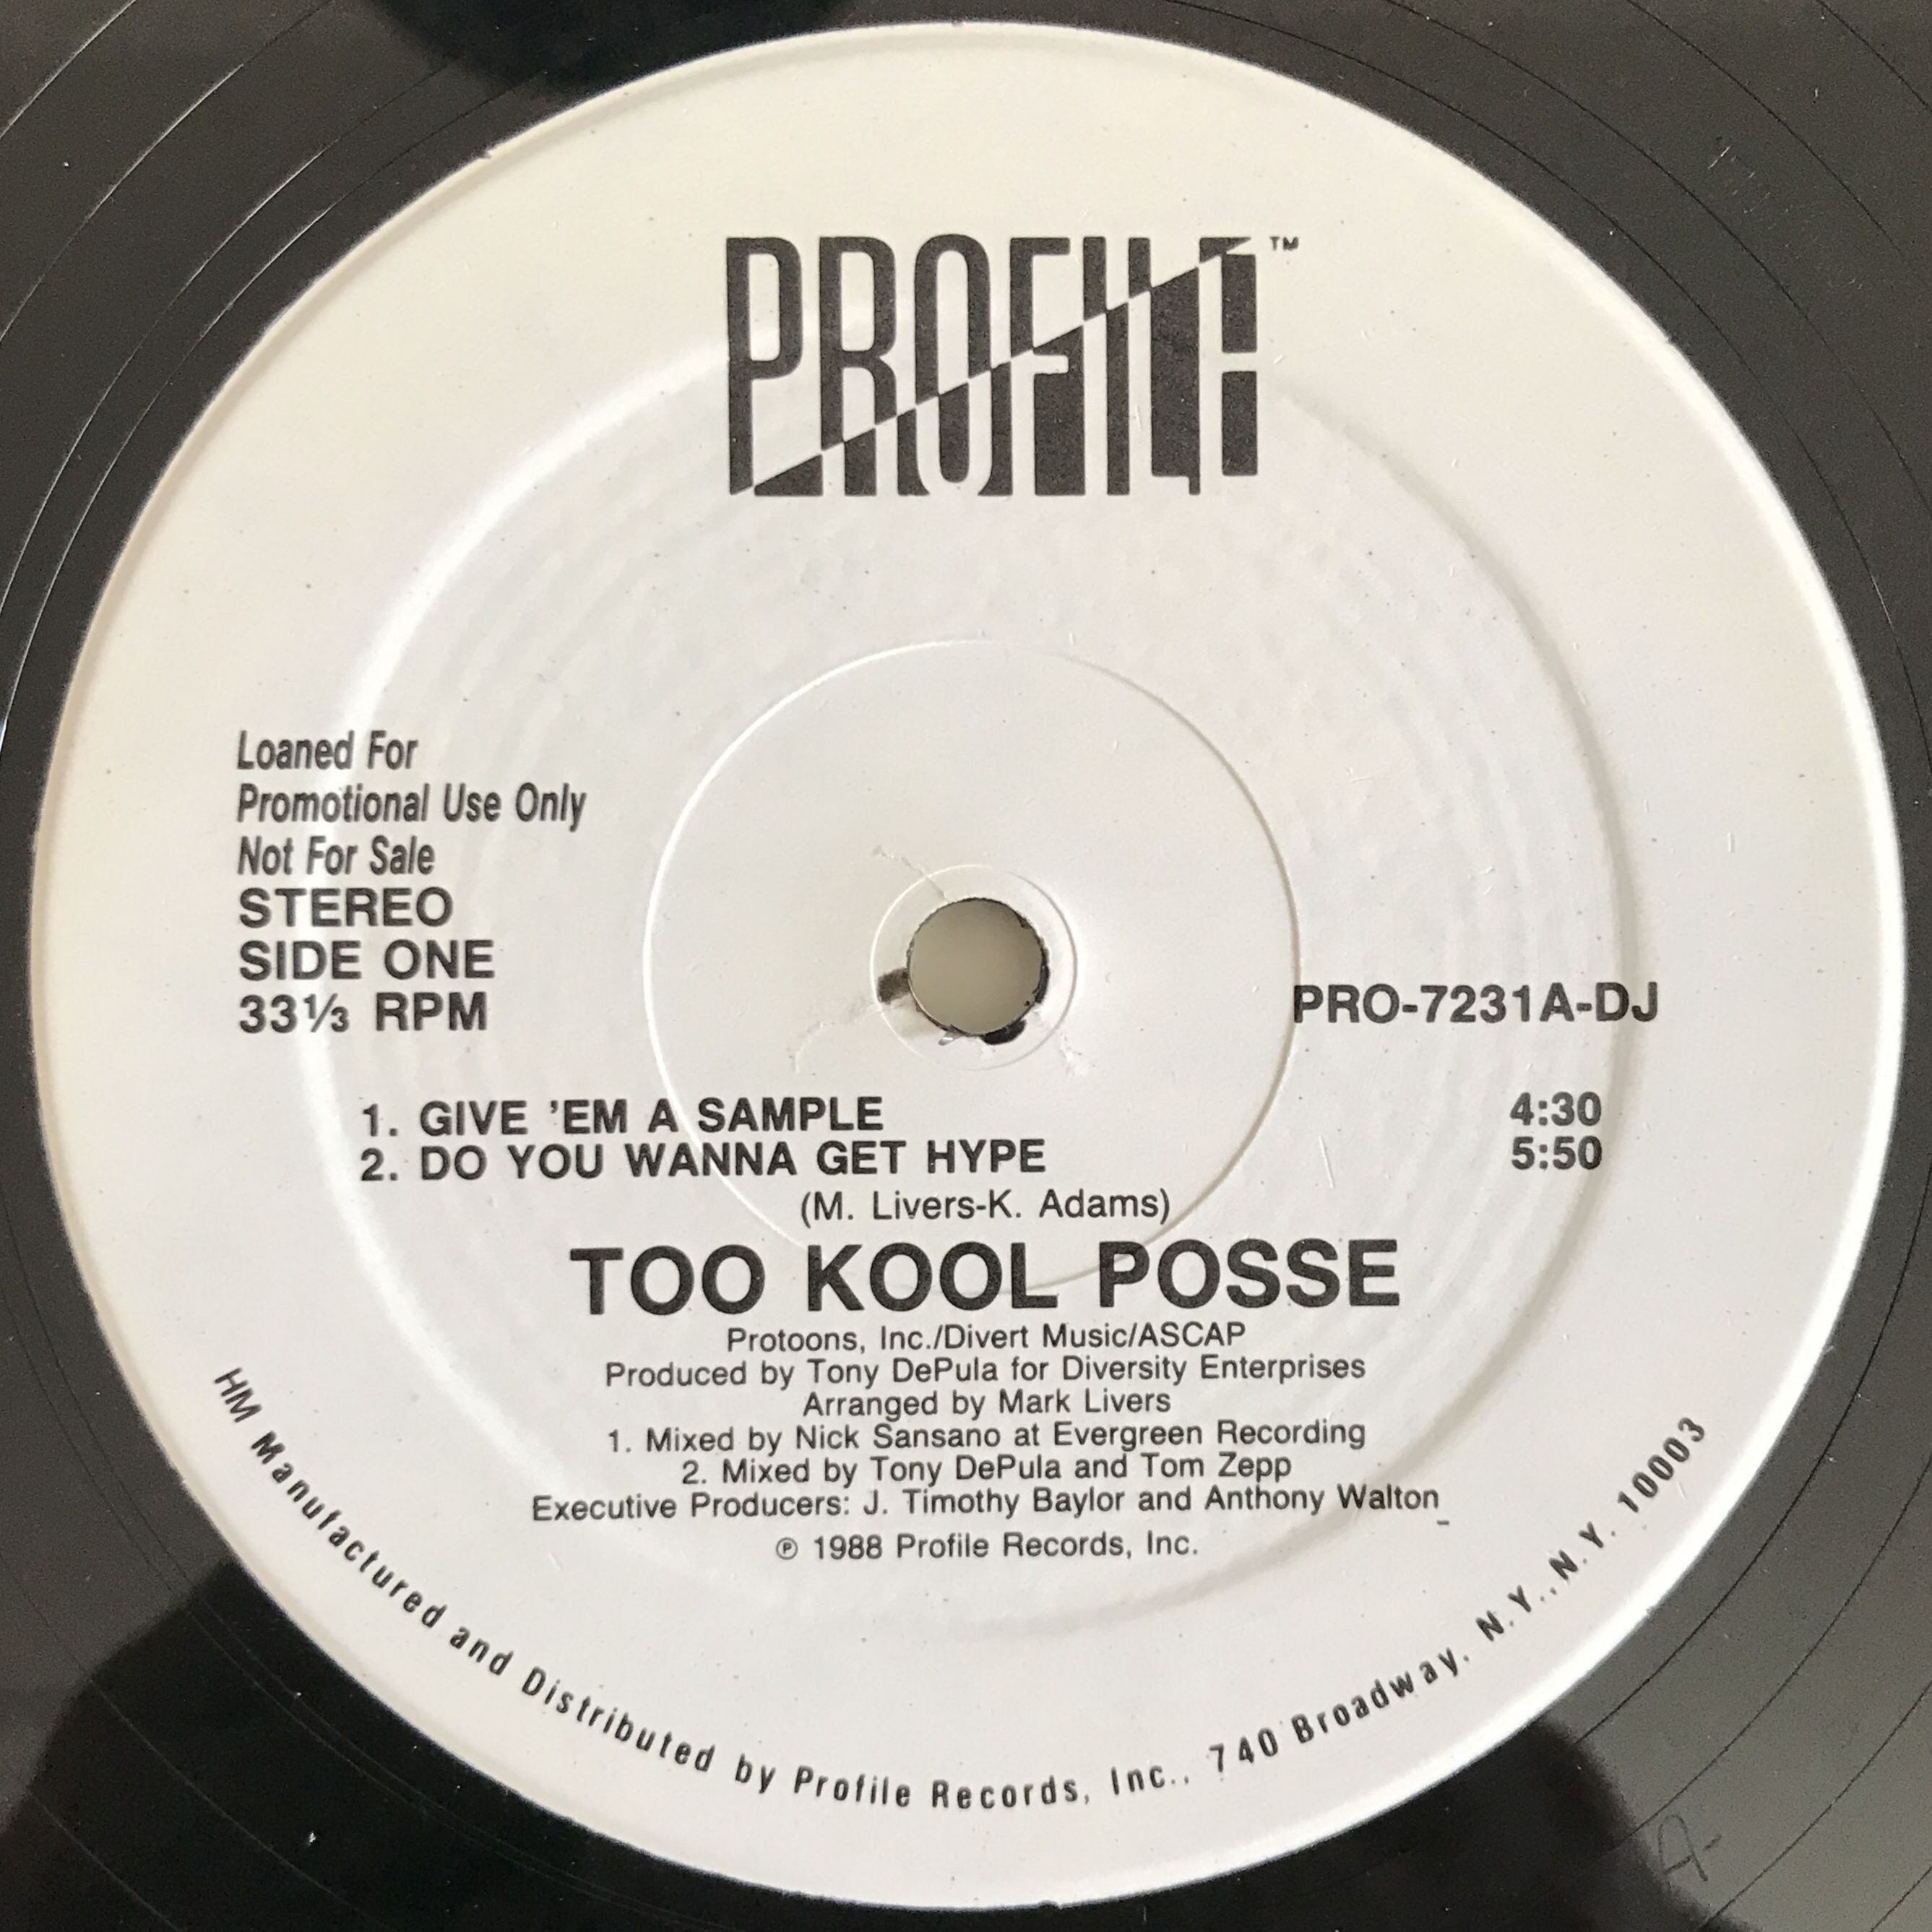 PROFILE™
Loaned For
Promotional Use Only
Not For Sale
STEREO
SIDE ONE
33⅓ RPM
PRO-7231A-DJ
1. GIVE 'EM A SAMPLE 4:30
2. DO YOU WANNA GET HYPE 5:50
(M. Livers-K. Adams)
TOO KOOL POSSE
Protoons, Inc./Divert Music/ASCAP
Produced by Tony DePula for Diversity Enterprises
Arranged by Mark Livers
1. Mixed by Nick Sansano at Evergreen Recording
2. Mixed by Tony DePula and Tom Zepp
Executive Producers: J. Timothy Baylor and Anthony Walton
℗ 1988 Profile Records, Inc.
HM Manufactured and Distributed by Profile Records, Inc., 740 Broadway, N.Y., N.Y. 10003
A-